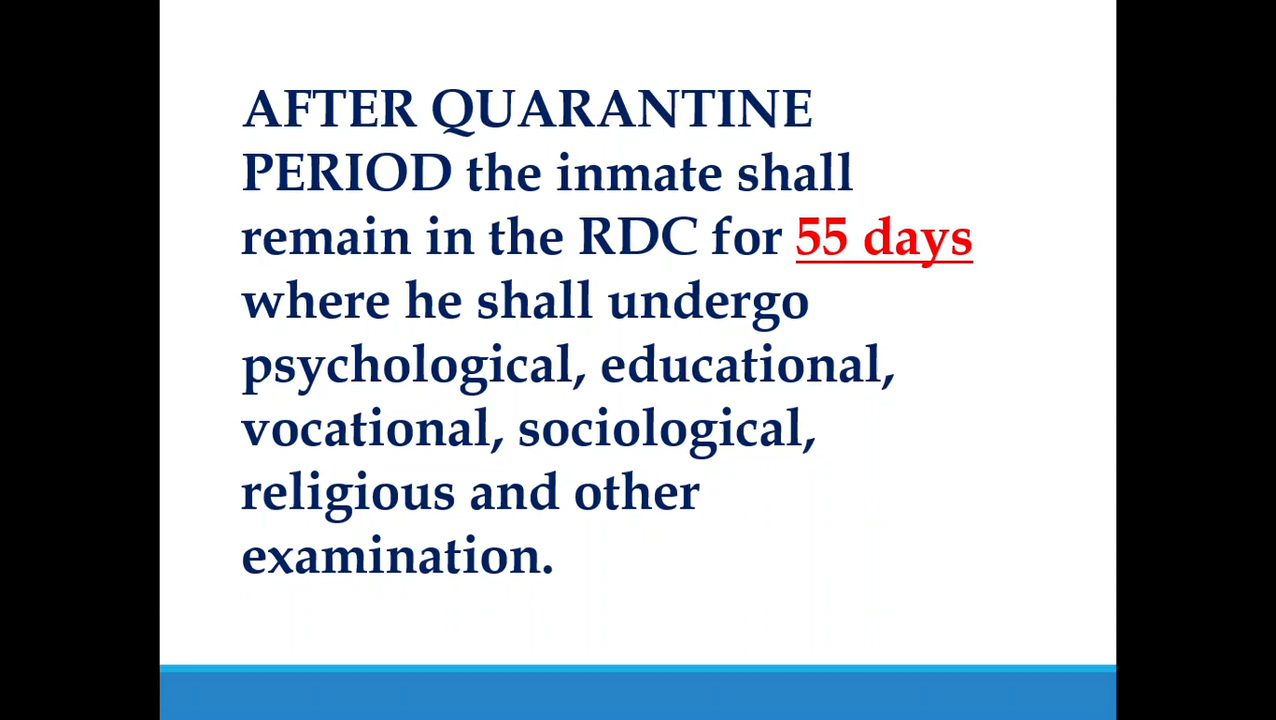 AFTER QUARANTINE
PERIOD the inmate shall
remain in the RDC for 55 days
where he shall undergo
psychological, educational,
vocational, sociological,
religious and other
examination.